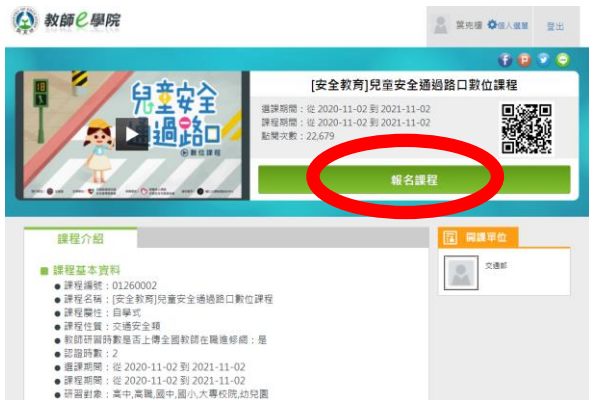 教師e學院
葉兆樓 個人選單 登出
[安全教育]兒童安全通過路口數位課程
兒童安全
通過路口
數位課程
選課期間：從 2020-11-02 到 2021-11-02
課程期間：從 2020-11-02 到 2021-11-02
點閱次數：22,679
報名課程
課程介紹
開課單位
交通部
課程基本資料
課程編號：01260002
課程名稱：[安全教育]兒童安全通過路口數位課程
課程屬性：自學式
課程性質：交通安全類
教師研習時數是否上傳全國教師在職進修網：是
認證時數：2
選課期間：從 2020-11-02 到 2021-11-02
課程期間：從 2020-11-02 到 2021-11-02
研習對象：高中,高職,國中,國小,大專校院,幼兒園